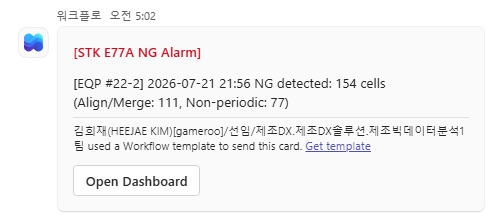 워크플로 오전 5:02
[STK E77A NG Alarm]
[EQP #22-2] 2026-07-21 21:56 NG detected: 154 cells
(Align/Merge: 111, Non-periodic: 77)
김희재(HEEJAE KIM)[gameroo]/선임/제조DX.제조DX솔루션.제조빅데이터분석1
팀 used a Workflow template to send this card. Get template
Open Dashboard